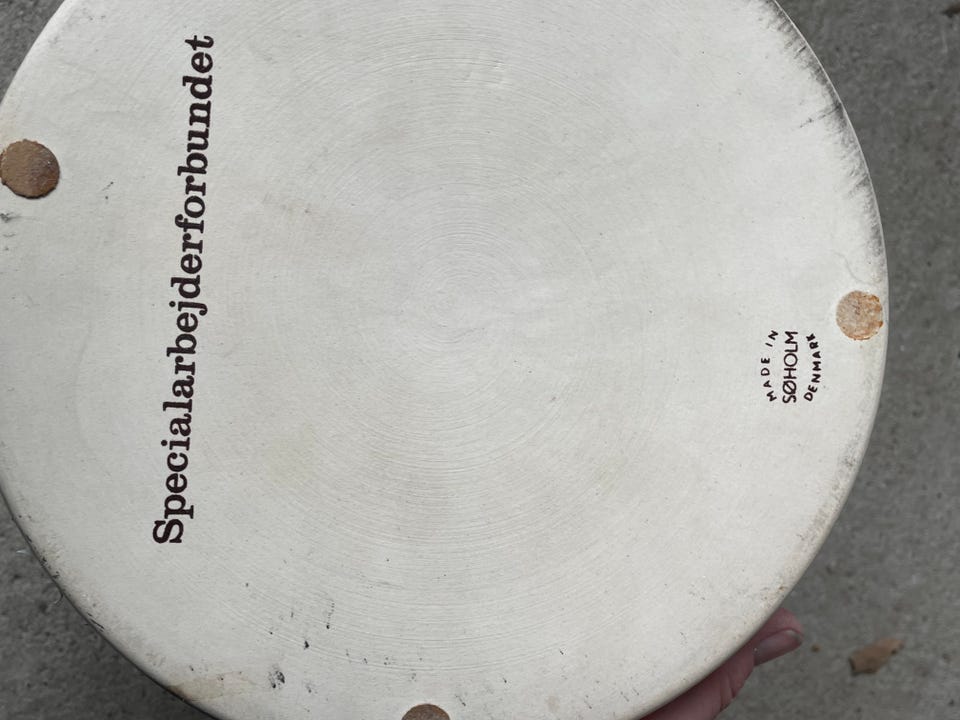 Specialarbejderforbundet
MADE IN
SØHOLM
DENMARK